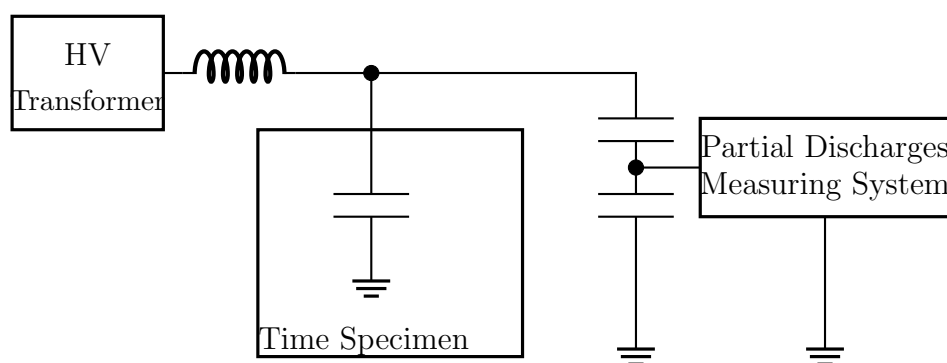 HV
Transformer
Partial Discharges
Measuring System
Time Specimen